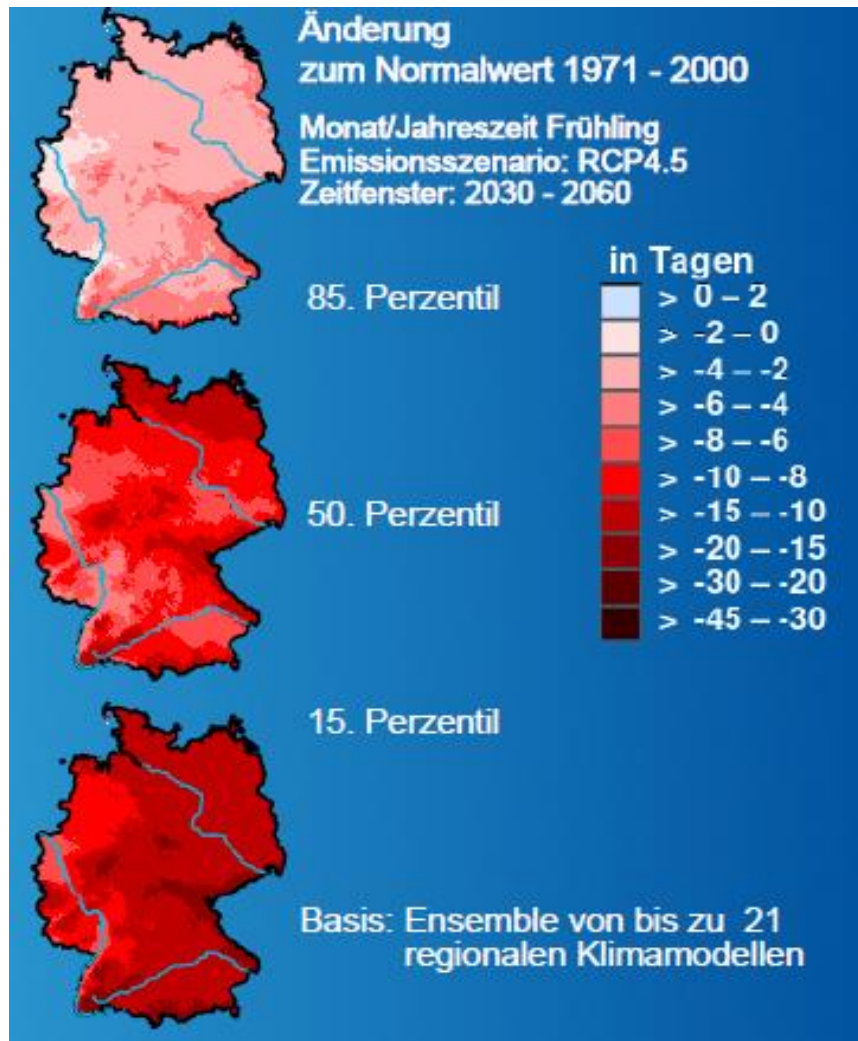 Änderung
zum Normalwert 1971 - 2000
Monat/Jahreszeit Frühling
Emissionsszenario: RCP4.5
Zeitfenster: 2030 - 2060
in Tagen
> 0 – 2
> -2 – 0
> -4 – -2
> -6 – -4
> -8 – -6
> -10 – -8
> -15 – -10
> -20 – -15
> -30 – -20
> -45 – -30
85. Perzentil
50. Perzentil
15. Perzentil
Basis: Ensemble von bis zu 21
regionalen Klimamodellen